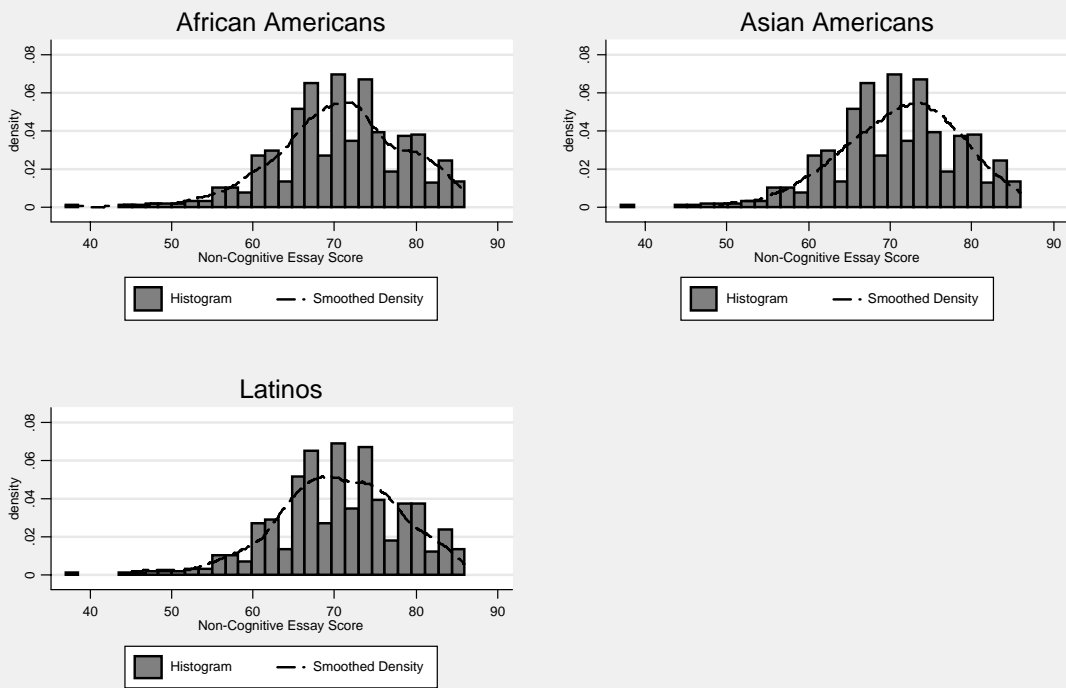 African Americans
.08
.06
.04
.02
0
density
40 50 60 70 80 90
Non-Cognitive Essay Score
Histogram Smoothed Density
Asian Americans
.08
.06
.04
.02
0
density
40 50 60 70 80 90
Non-Cognitive Essay Score
Histogram Smoothed Density
Latinos
.08
.06
.04
.02
0
density
40 50 60 70 80 90
Non-Cognitive Essay Score
Histogram Smoothed Density